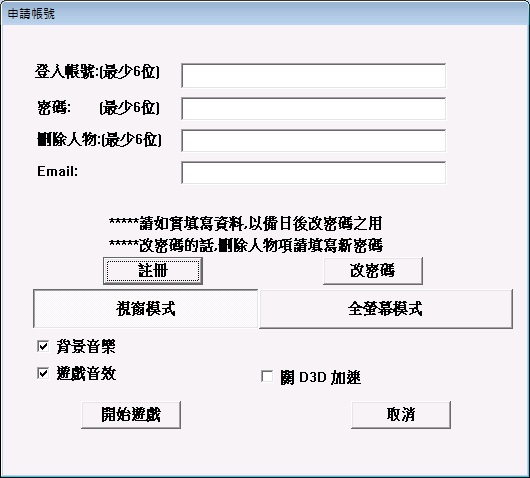 申請帳號
登入帳號:(最少6位)
密碼: (最少6位)
刪除人物:(最少6位)
Email:
*****請如實填寫資料,以備日後改密碼之用
*****改密碼的話,刪除人物項請填寫新密碼
註冊 改密碼
視窗模式 全螢幕模式
背景音樂
遊戲音效 關 D3D 加速
開始遊戲 取消